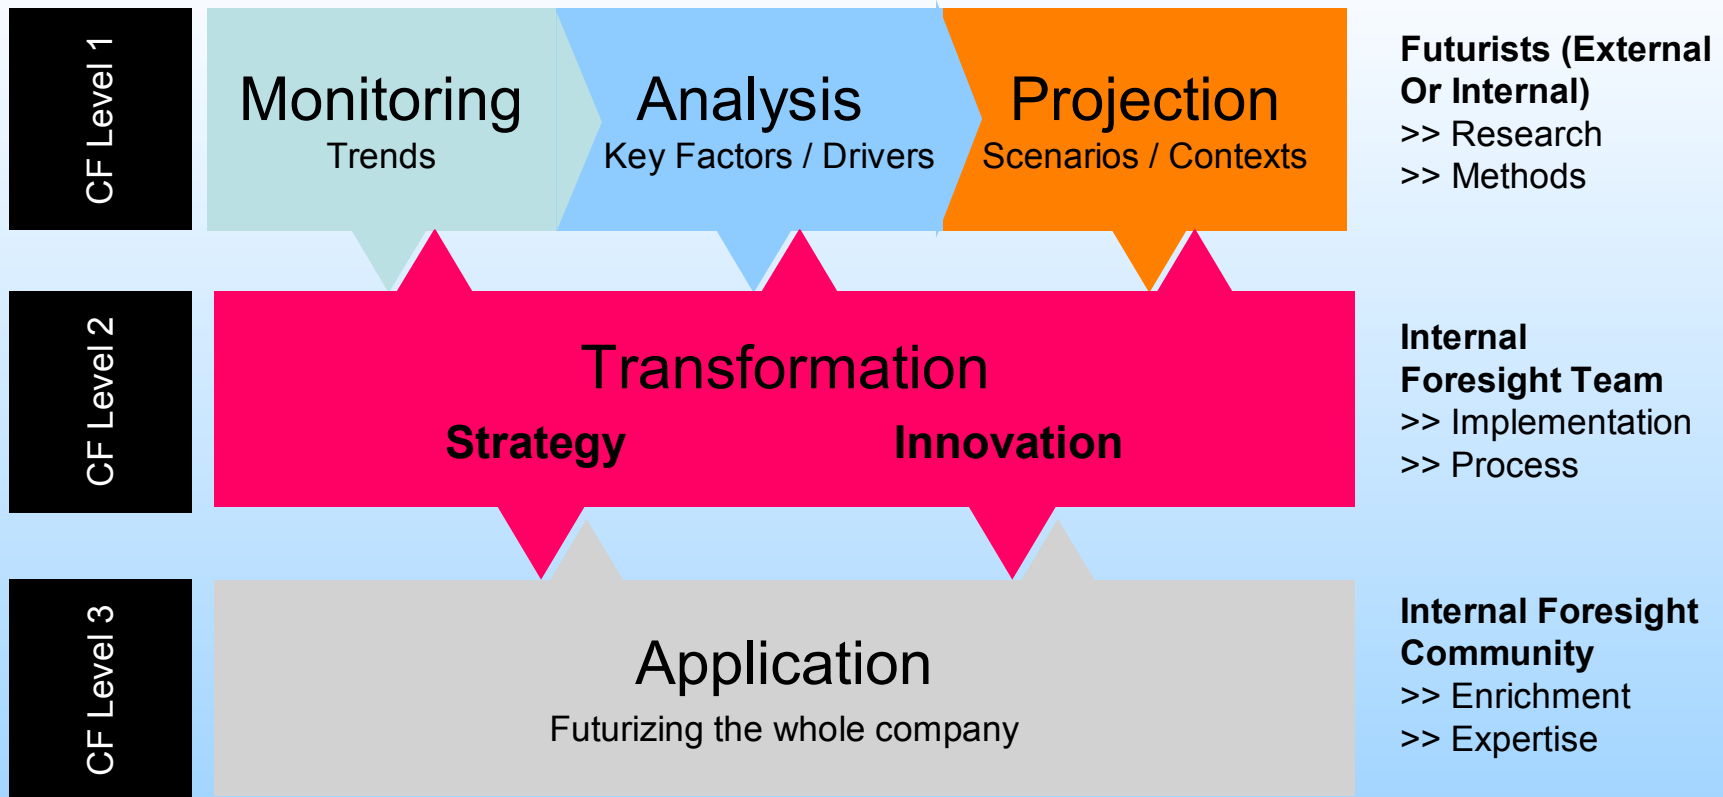 CF Level 1
Monitoring
Trends
Analysis
Key Factors / Drivers
Projection
Scenarios / Contexts
Futurists (External
Or Internal)
>> Research
>> Methods
CF Level 2
Transformation
Strategy
Innovation
Internal
Foresight Team
>> Implementation
>> Process
CF Level 3
Application
Futurizing the whole company
Internal Foresight
Community
>> Enrichment
>> Expertise